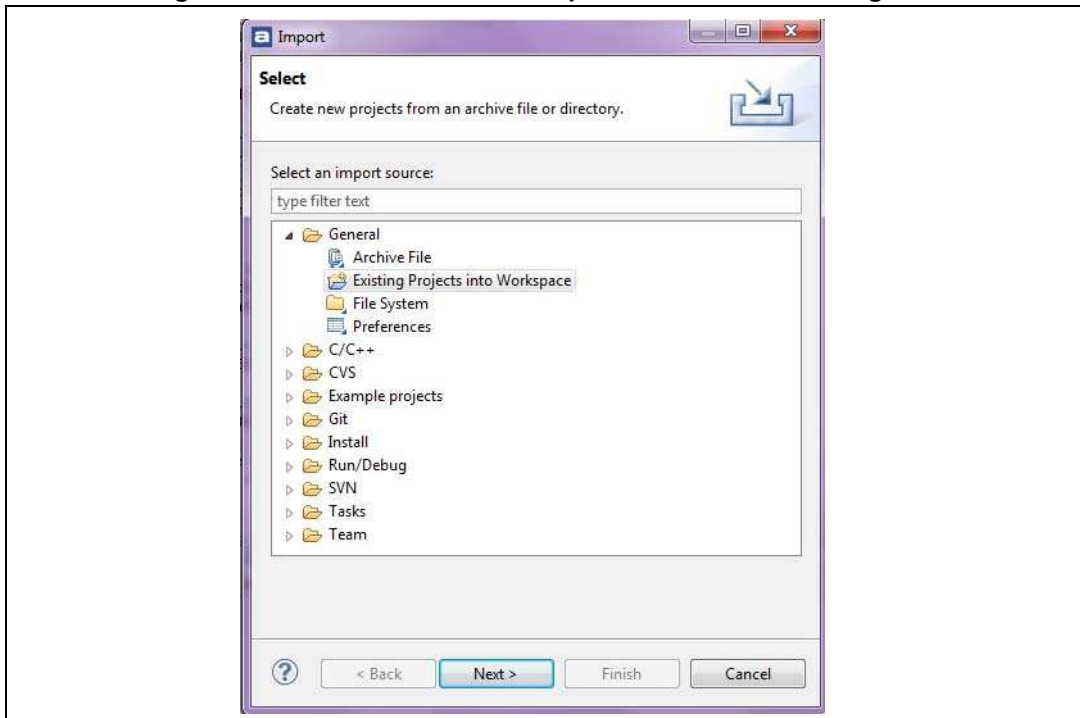 Import
Select
Create new projects from an archive file or directory.
Select an import source:
type filter text
General
Archive File
Existing Projects into Workspace
File System
Preferences
C/C++
CVS
Example projects
Git
Install
Run/Debug
SVN
Tasks
Team
< Back Next > Finish Cancel